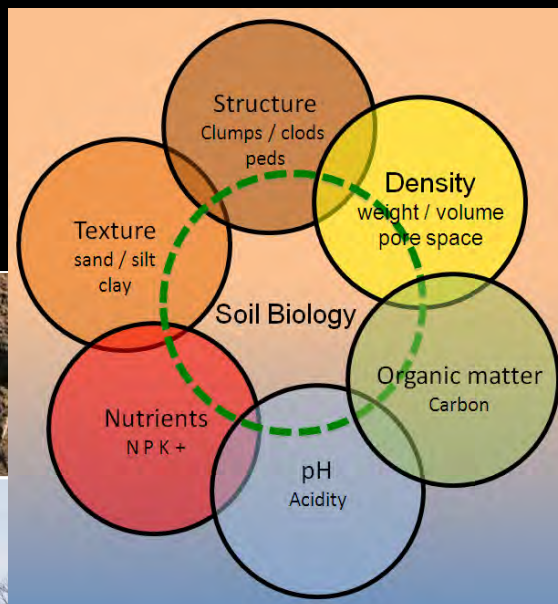 Structure
Clumps / clods
peds
Density
weight / volume
pore space
Texture
sand / silt
clay
Soil Biology
Organic matter
Carbon
Nutrients
N P K +
pH
Acidity